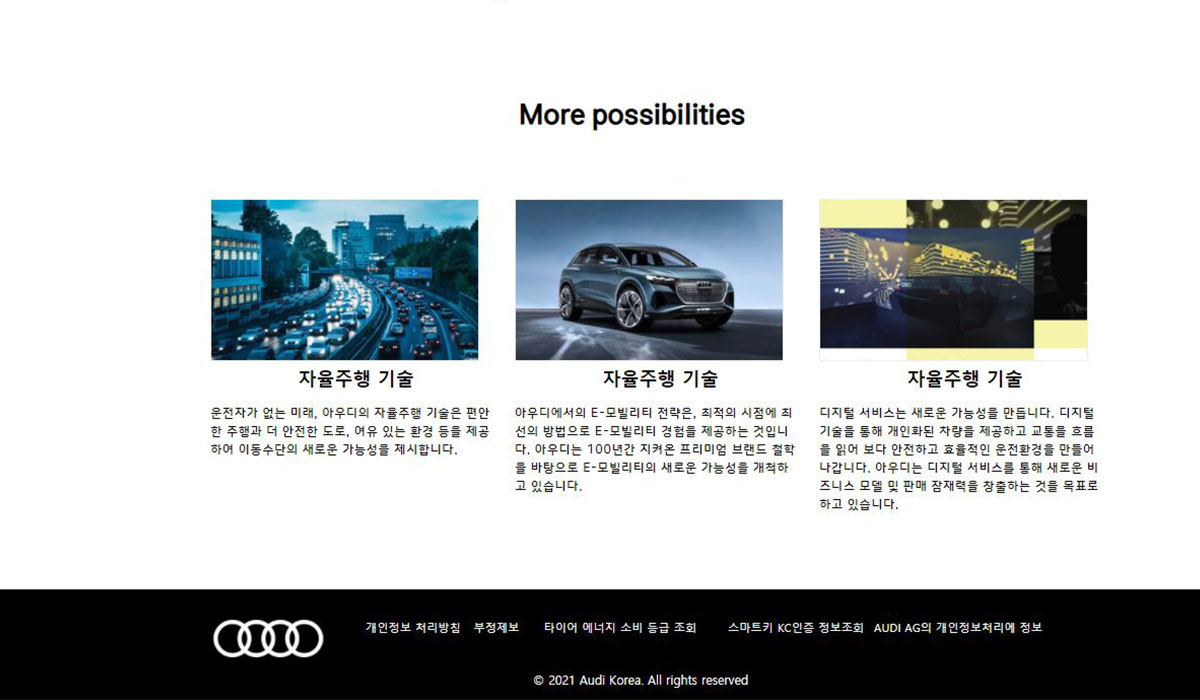 More possibilities
자율주행 기술
운전자가 없는 미래, 아우디의 자율주행 기술은 편안
한 주행과 더 안전한 도로, 여유 있는 환경 등을 제공
하여 이동수단의 새로운 가능성을 제시합니다.
자율주행 기술
아우디에서의 E-모빌리티 전략은, 최적의 시점에 최
선의 방법으로 E-모빌리티 경험을 제공하는 것입니
다. 아우디는 100년간 지켜온 프리미엄 브랜드 철학
을 바탕으로 E-모빌리티의 새로운 가능성을 개척하
고 있습니다.
자율주행 기술
디지털 서비스는 새로운 가능성을 만듭니다. 디지털
기술을 통해 개인화된 차량을 제공하고 교통을 흐름
을 읽어 보다 안전하고 효율적인 운전환경을 만들어
나갑니다. 아우디는 디지털 서비스를 통해 새로운 비
즈니스 모델 및 판매 잠재력을 창출하는 것을 목표로
하고 있습니다.
개인정보 처리방침 부정제보 타이어 에너지 소비 등급 조회 스마트키 KC인증 정보조회 AUDI AG의 개인정보처리에 정보
© 2021 Audi Korea. All rights reserved